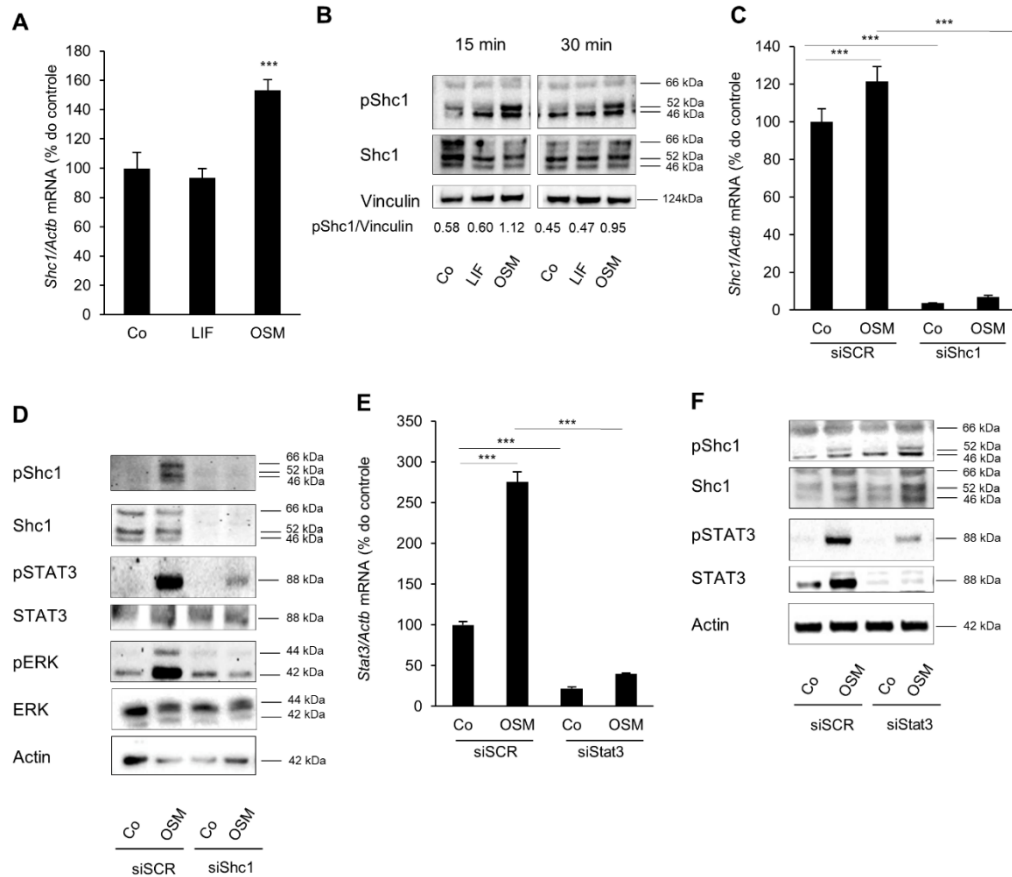 A
Shc1/Actb mRNA (% do controle)
180
160
140
120
100
80
60
40
20
0
***
Co LIF OSM
B
15 min 30 min
pShc1
66 kDa
52 kDa
46 kDa
Shc1
66 kDa
52 kDa
46 kDa
Vinculin
124kDa
pShc1/Vinculin 0.58 0.60 1.12 0.45 0.47 0.95
Co LIF OSM Co LIF OSM
C
Shc1/Actb mRNA (% do controle)
***
***
***
140
120
100
80
60
40
20
0
Co OSM Co OSM
siSCR siShc1
D
pShc1
66 kDa
52 kDa
46 kDa
Shc1
66 kDa
52 kDa
46 kDa
pSTAT3
88 kDa
STAT3
88 kDa
pERK
44 kDa
42 kDa
ERK
44 kDa
42 kDa
Actin
42 kDa
Co OSM Co OSM
siSCR siShc1
E
Stat3/Actb mRNA (% do controle)
350
300
250
200
150
100
50
0
***
***
***
Co OSM Co OSM
siSCR siStat3
F
pShc1
66 kDa
52 kDa
46 kDa
Shc1
66 kDa
52 kDa
46 kDa
pSTAT3
88 kDa
STAT3
88 kDa
Actin
42 kDa
Co OSM Co OSM
siSCR siStat3